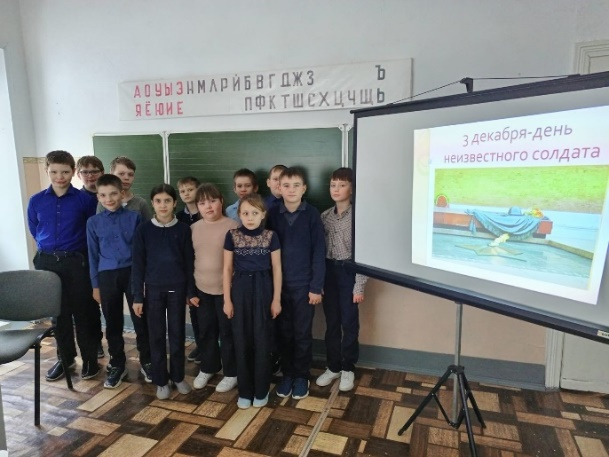 АОУЫЭНМЛРЙБВГДЖЗ Ъ
ЯЁЮИЕ ПФКТШСХЦЧЩЬ
3 декабря-день
неизвестного солдата